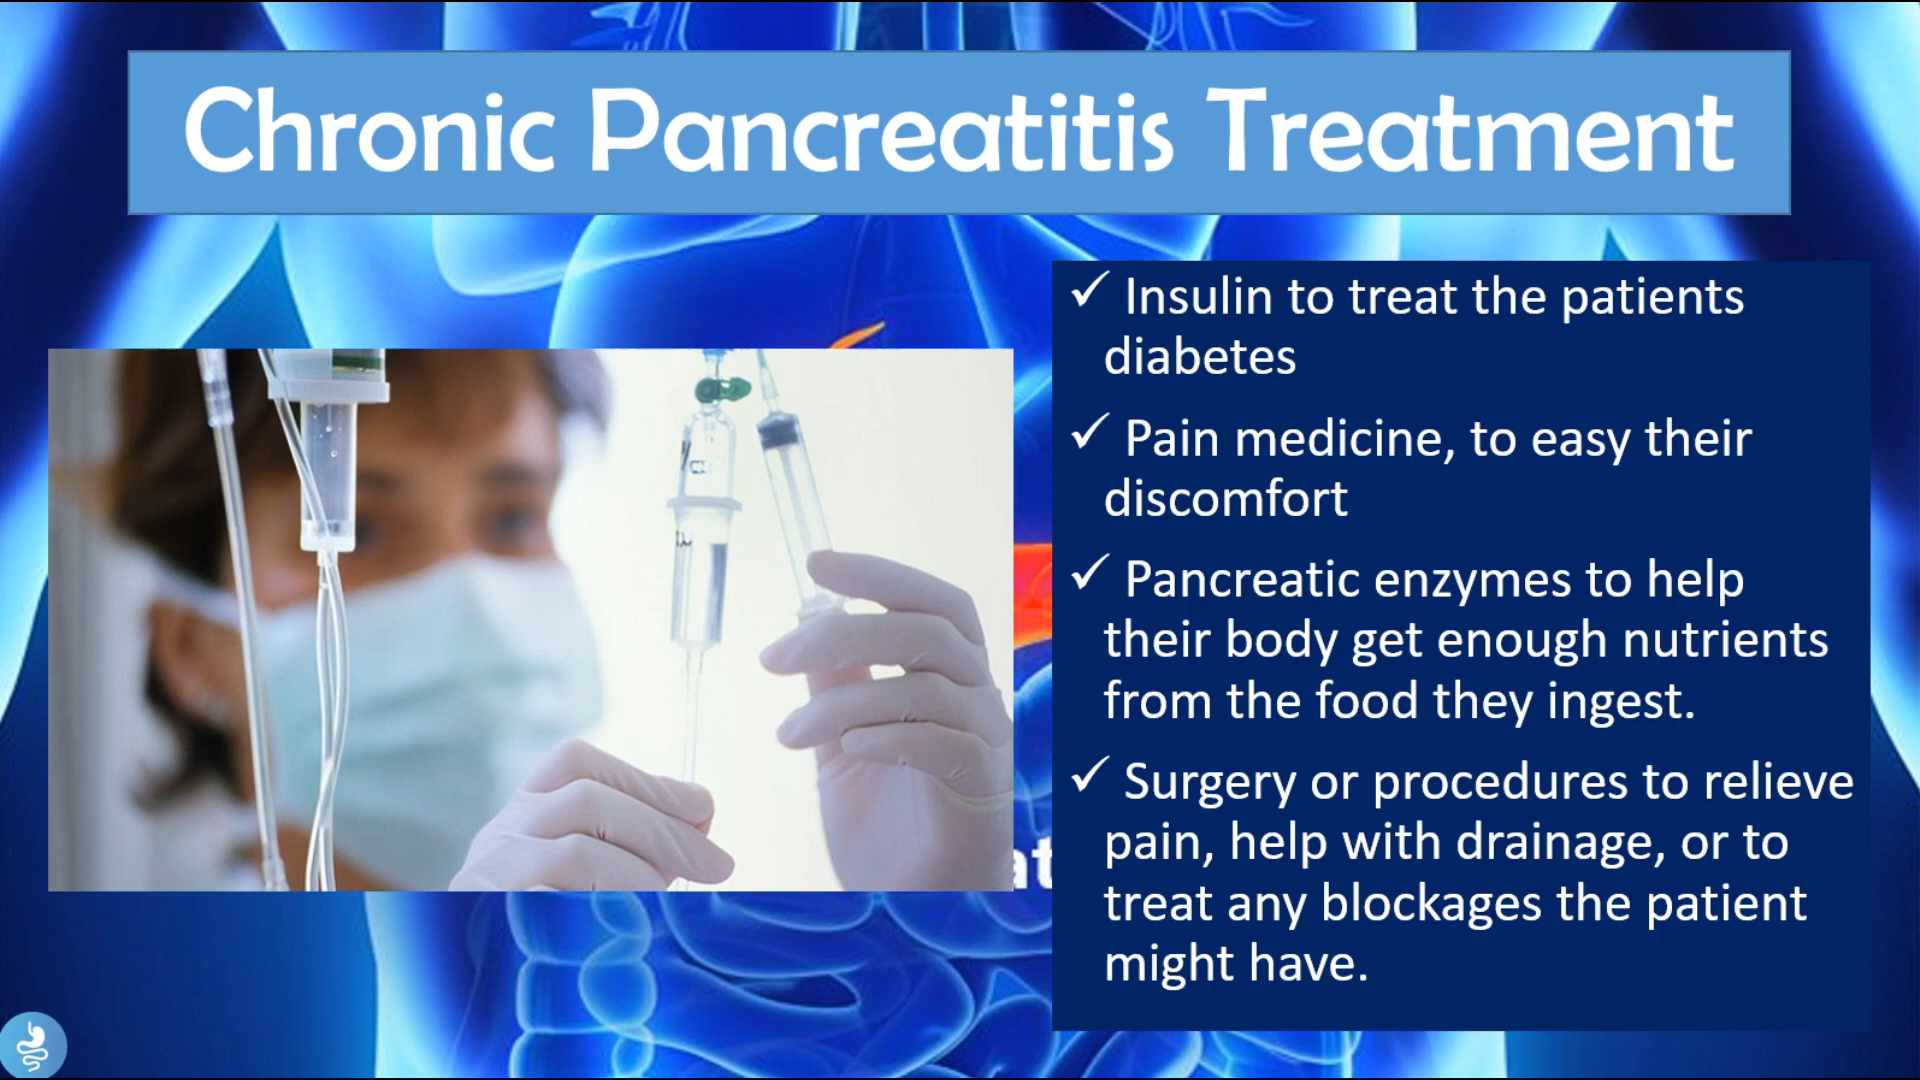 Chronic Pancreatitis Treatment
✓ Insulin to treat the patients
diabetes
✓ Pain medicine, to easy their
discomfort
✓ Pancreatic enzymes to help
their body get enough nutrients
from the food they ingest.
✓ Surgery or procedures to relieve
pain, help with drainage, or to
treat any blockages the patient
might have.
at